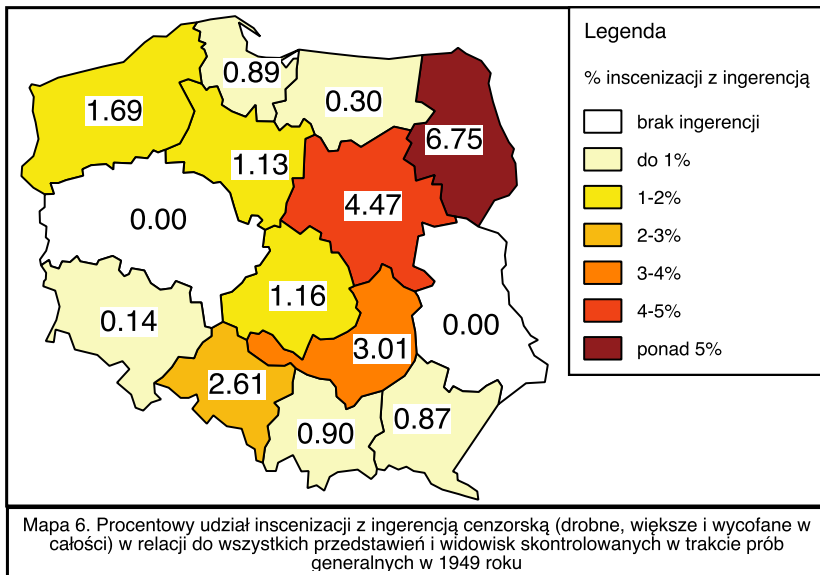 Legenda
% inscenizacji z ingerencją
brak ingerencji
do 1%
1-2%
2-3%
3-4%
4-5%
ponad 5%
0.89
1.69
0.30
6.75
1.13
4.47
0.00
1.16
0.14
0.00
3.01
2.61
0.90
0.87
Mapa 6. Procentowy udział inscenizacji z ingerencją cenzorską (drobne, większe i wycofane w
całości) w relacji do wszystkich przedstawień i widowisk skontrolowanych w trakcie prób
generalnych w 1949 roku